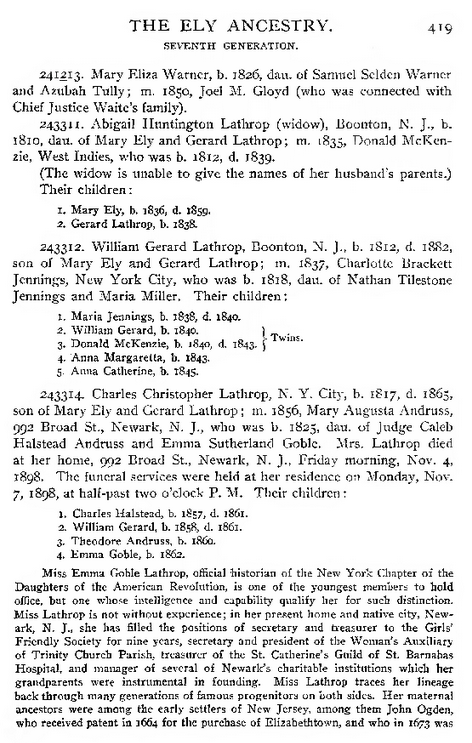 THE ELY ANCESTRY. 419
SEVENTH GENERATION.
241213. Mary Eliza Warner, b. 1826, dau. of Samuel Selden Warner
and Azubah Tully; m. 1850, Joel M. Gloyd (who was connected with
Chief Justice Waite's family).
243311. Abigail Huntington Lathrop (widow), Boonton, N. J., b.
1810, dau. of Mary Ely and Gerard Lathrop; m. 1835, Donald McKen-
zie, West Indies, who was b. 1812, d. 1839.
(The widow is unable to give the names of her husband's parents.)
Their children:
1. Mary Ely, b. 1836, d. 1859.
2. Gerard Lathrop, b. 1838.
243312. William Gerard Lathrop, Boonton, N. J., b. 1812, d. 1882,
son of Mary Ely and Gerard Lathrop; m. 1837, Charlotte Brackett
Jennings, New York City, who was b. 1818, dau. of Nathan Tilestone
Jennings and Maria Miller. Their children:
1. Maria Jennings, b. 1838, d. 1840.
2. William Gerard, b. 1840.
3. Donald McKenzie, b. 1840, d. 1843. } Twins.
4. Anna Margaretta, b. 1843.
5. Anna Catherine, b. 1845.
243314. Charles Christopher Lathrop, N. Y. City, b. 1817, d. 1865,
son of Mary Ely and Gerard Lathrop; m. 1856, Mary Augusta Andruss,
992 Broad St., Newark, N. J., who was b. 1825, dau. of Judge Caleb
Halstead Andruss and Emma Sutherland Goble. Mrs. Lathrop died
at her home, 992 Broad St., Newark, N. J., Friday morning, Nov. 4,
1898. The funeral services were held at her residence on Monday, Nov.
7, 1898, at half-past two o'clock P. M. Their children:
1. Charles Halstead, b. 1857, d. 1861.
2. William Gerard, b. 1858, d. 1861.
3. Theodore Andruss, b. 1860.
4. Emma Goble, b. 1862.
Miss Emma Goble Lathrop, official historian of the New York Chapter of the
Daughters of the American Revolution, is one of the youngest members to hold
office, but one whose intelligence and capability qualify her for such distinction.
Miss Lathrop is not without experience; in her present home and native city, New-
ark, N. J., she has filled the positions of secretary and treasurer to the Girls'
Friendly Society for nine years, secretary and president of the Woman's Auxiliary
of Trinity Church Parish, treasurer of the St. Catherine's Guild of St. Barnabas
Hospital, and manager of several of Newark's charitable institutions which her
grandparents were instrumental in founding. Miss Lathrop traces her lineage
back through many generations of famous progenitors on both sides. Her maternal
ancestors were among the early settlers of New Jersey, among them John Ogden,
who received patent in 1664 for the purchase of Elizabethtown, and who in 1673 was